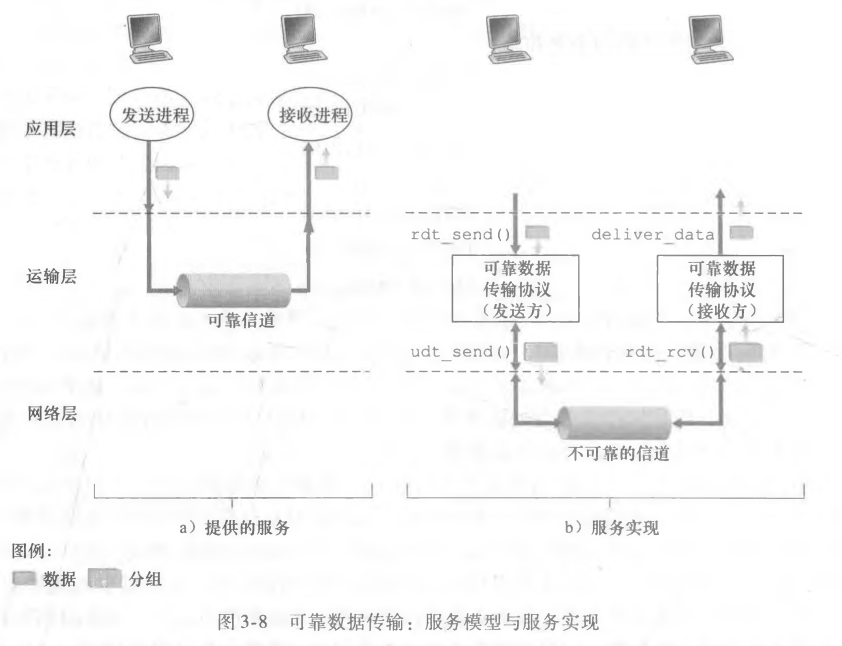 发送进程
接收进程
应用层
rdt_send()
deliver_data
运输层
可靠信道
可靠数据
传输协议
（发送方）
可靠数据
传输协议
（接收方）
udt_send()
rdt_rcv()
网络层
不可靠的信道
a）提供的服务
b）服务实现
图例：
数据 分组
图3-8 可靠数据传输：服务模型与服务实现